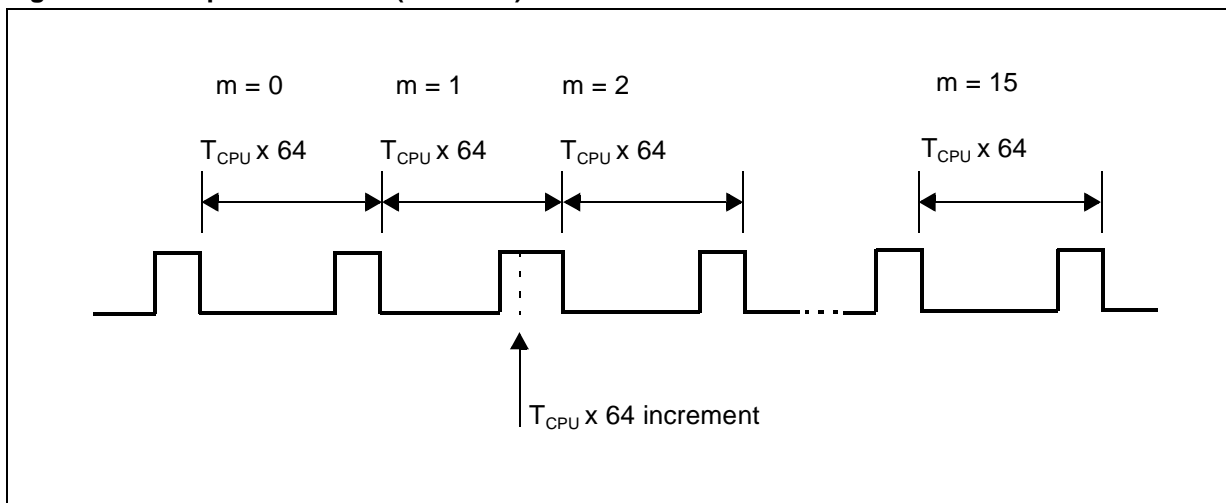 m = 0 m = 1 m = 2 m = 15
T_CPU x 64 T_CPU x 64 T_CPU x 64 T_CPU x 64
T_CPU x 64 increment